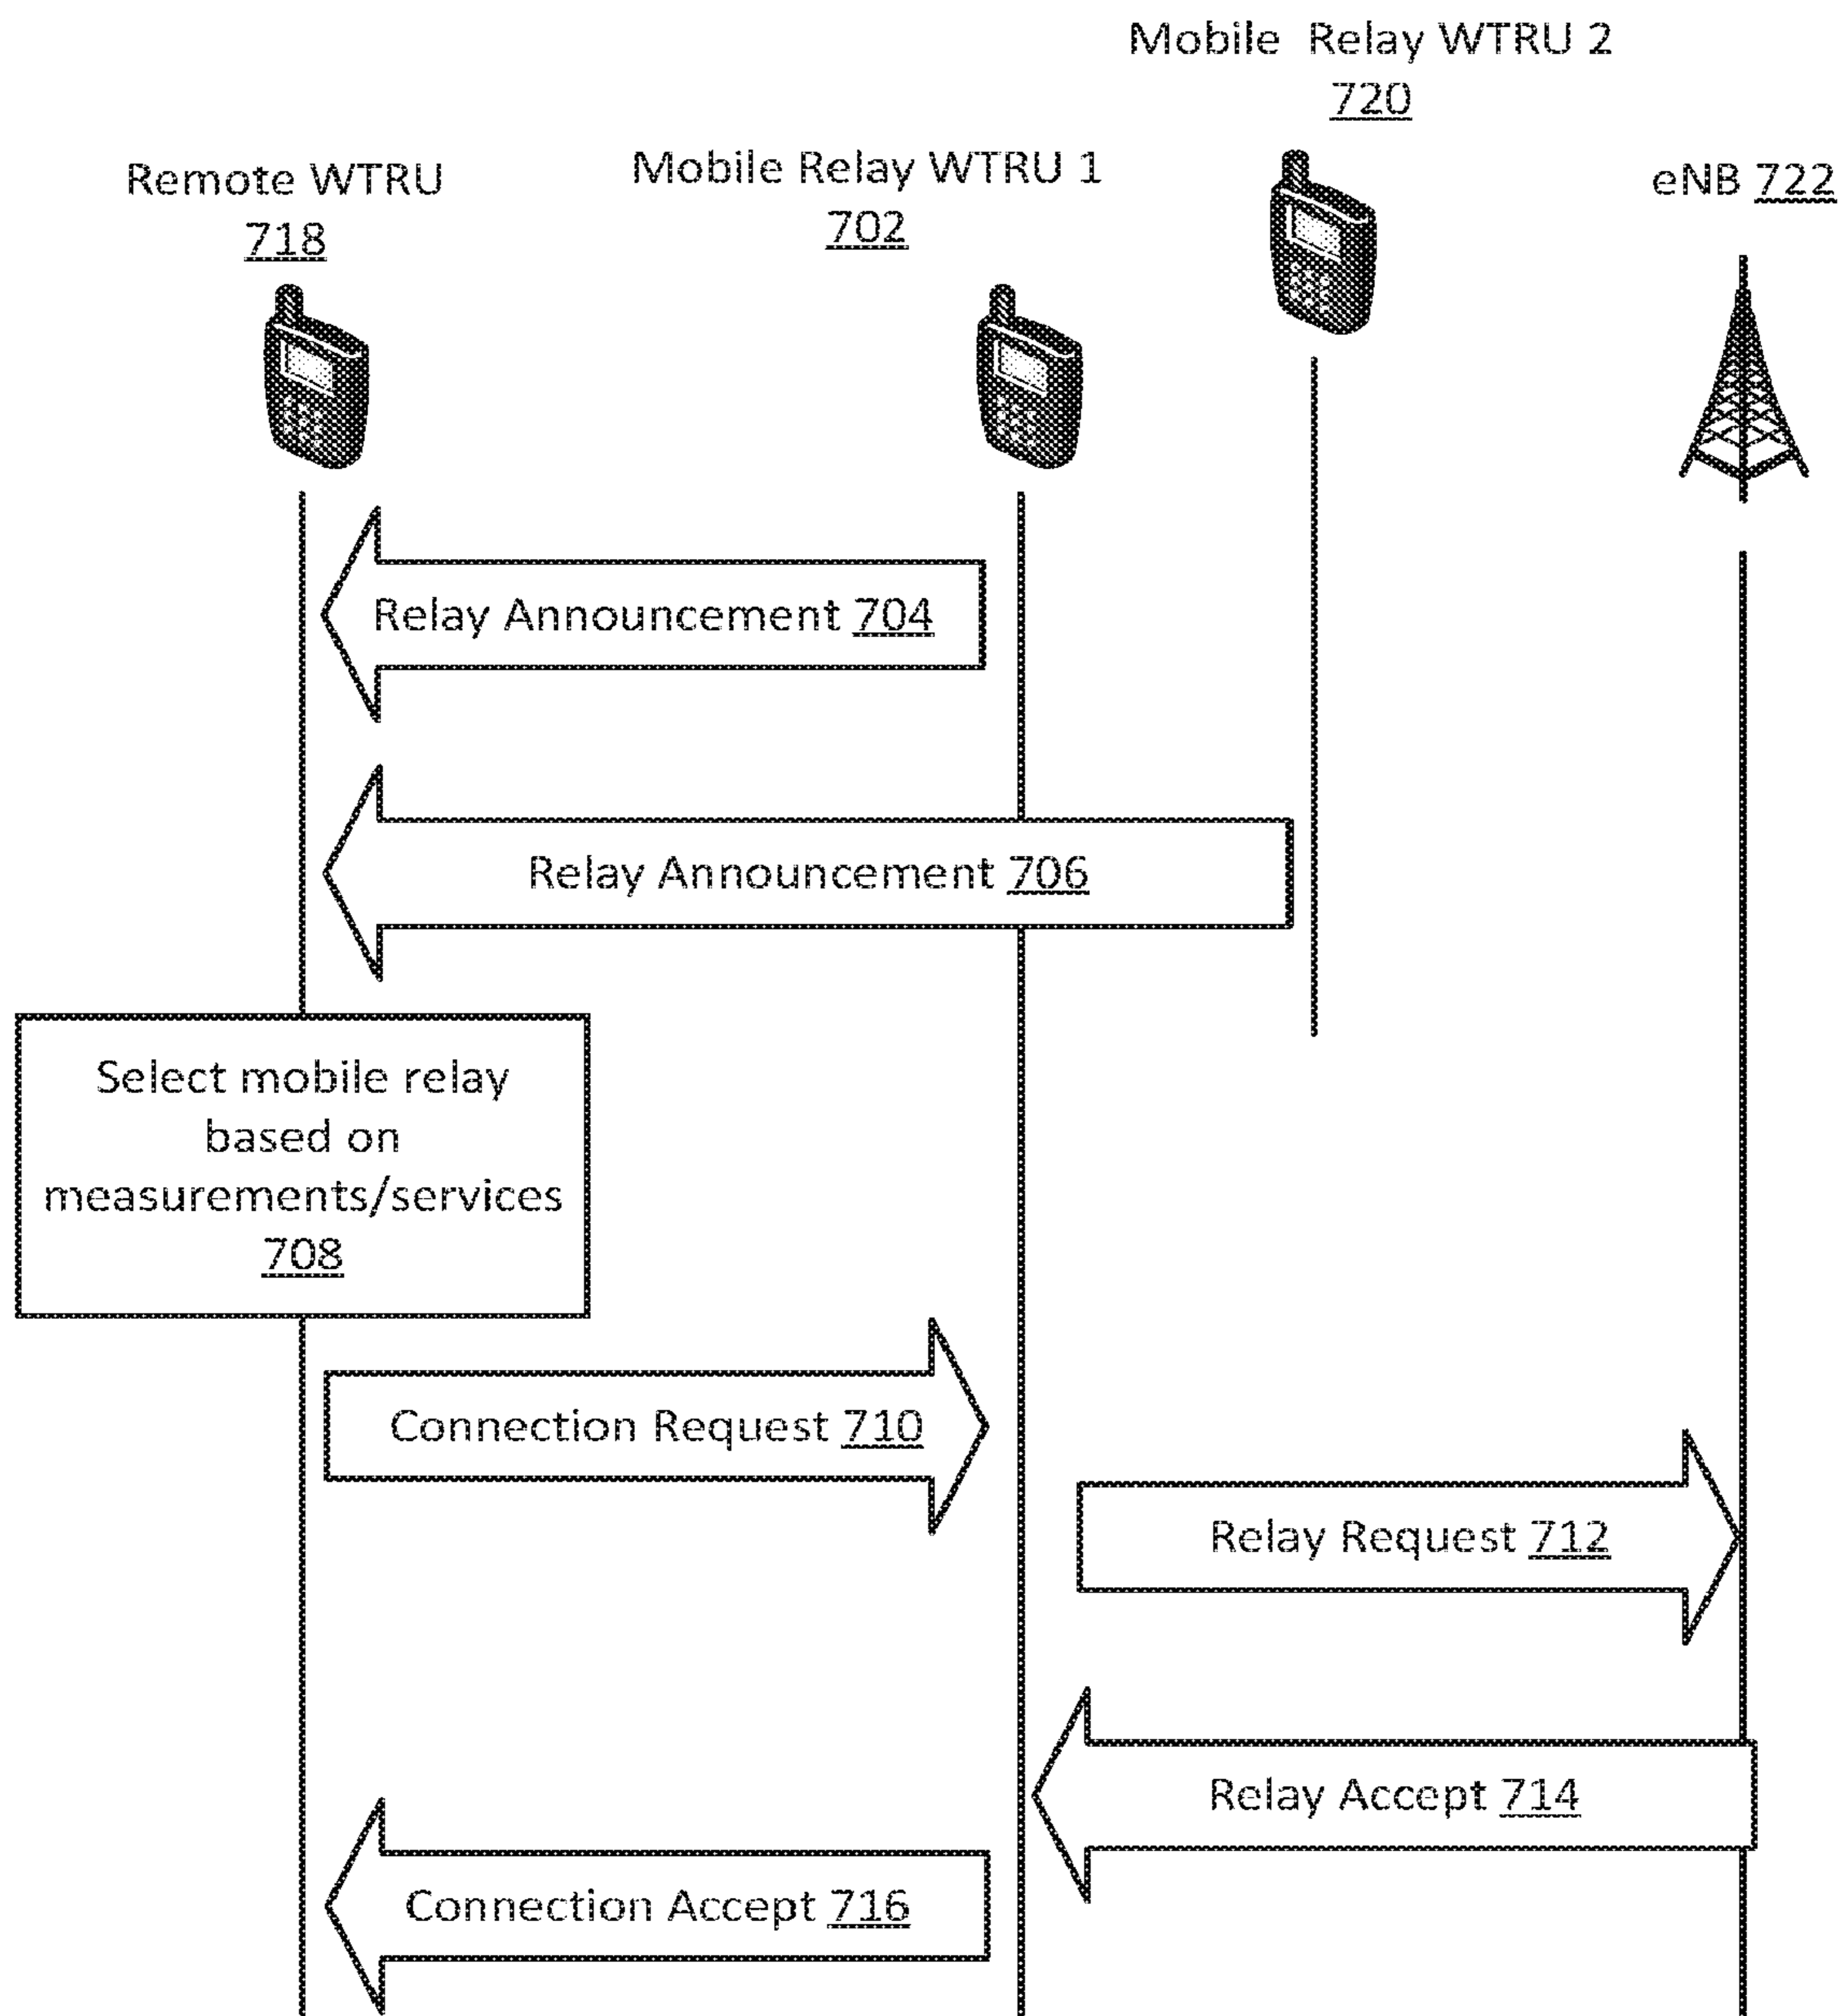 Mobile Relay WTRU 2
720
Remote WTRU
718
Mobile Relay WTRU 1
702
eNB 722
Relay Announcement 704
Relay Announcement 706
Select mobile relay
based on
measurements/services
708
Connection Request 710
Relay Request 712
Relay Accept 714
Connection Accept 716